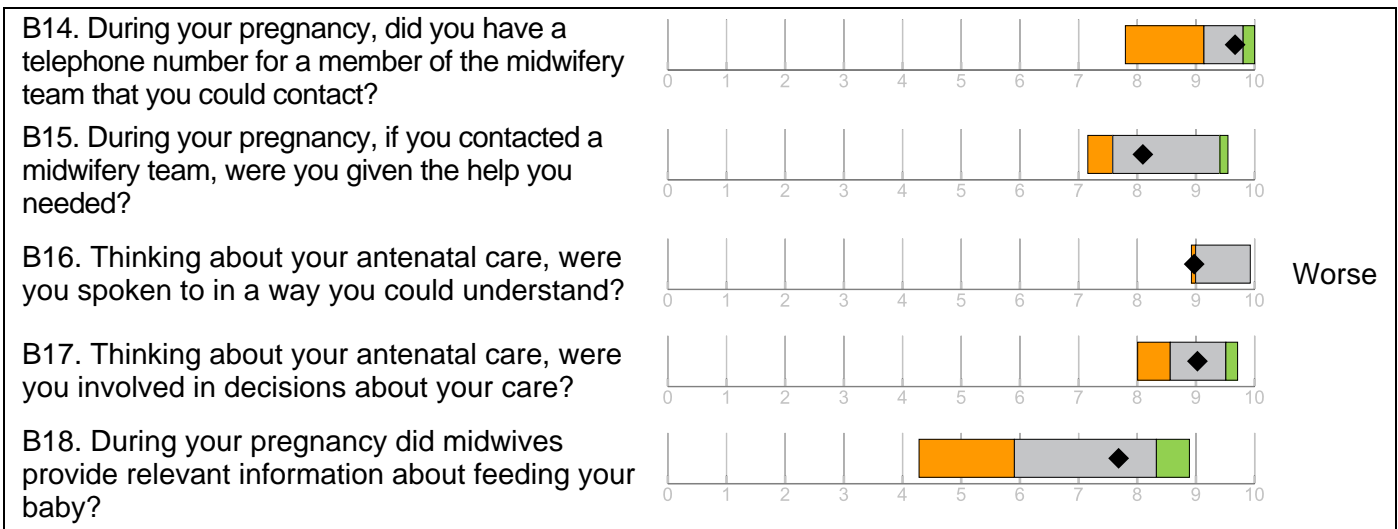 B14. During your pregnancy, did you have a
telephone number for a member of the midwifery
team that you could contact?
0 1 2 3 4 5 6 7 8 9 10
B15. During your pregnancy, if you contacted a
midwifery team, were you given the help you
needed?
0 1 2 3 4 5 6 7 8 9 10
B16. Thinking about your antenatal care, were
you spoken to in a way you could understand?
0 1 2 3 4 5 6 7 8 9 10
Worse
B17. Thinking about your antenatal care, were
you involved in decisions about your care?
0 1 2 3 4 5 6 7 8 9 10
B18. During your pregnancy did midwives
provide relevant information about feeding your
baby?
0 1 2 3 4 5 6 7 8 9 10